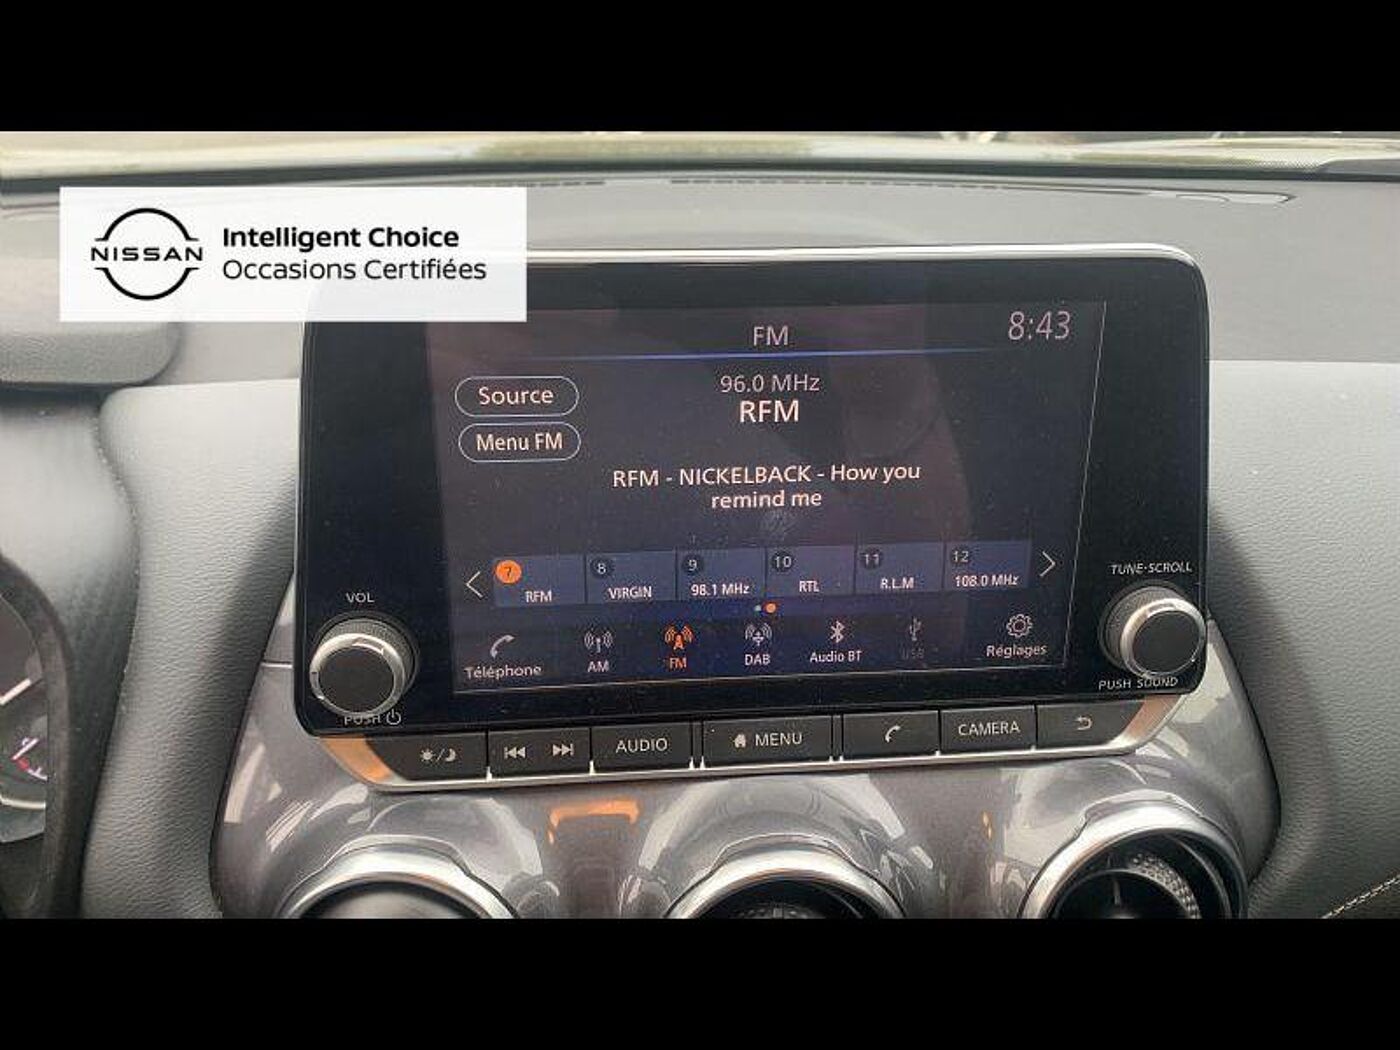 NISSAN
Intelligent Choice
Occasions Certifiées
FM
8:43
Source
96.0 MHz
RFM
Menu FM
RFM - NICKELBACK - How you
remind me
7 RFM
8 VIRGIN
9 98.1 MHz
10 RTL
11 R.L.M
12 108.0 MHz
Téléphone
AM
FM
DAB
Audio BT
USB
Réglages
VOL
PUSH
TUNE·SCROLL
PUSH SOUND
AUDIO
MENU
CAMERA